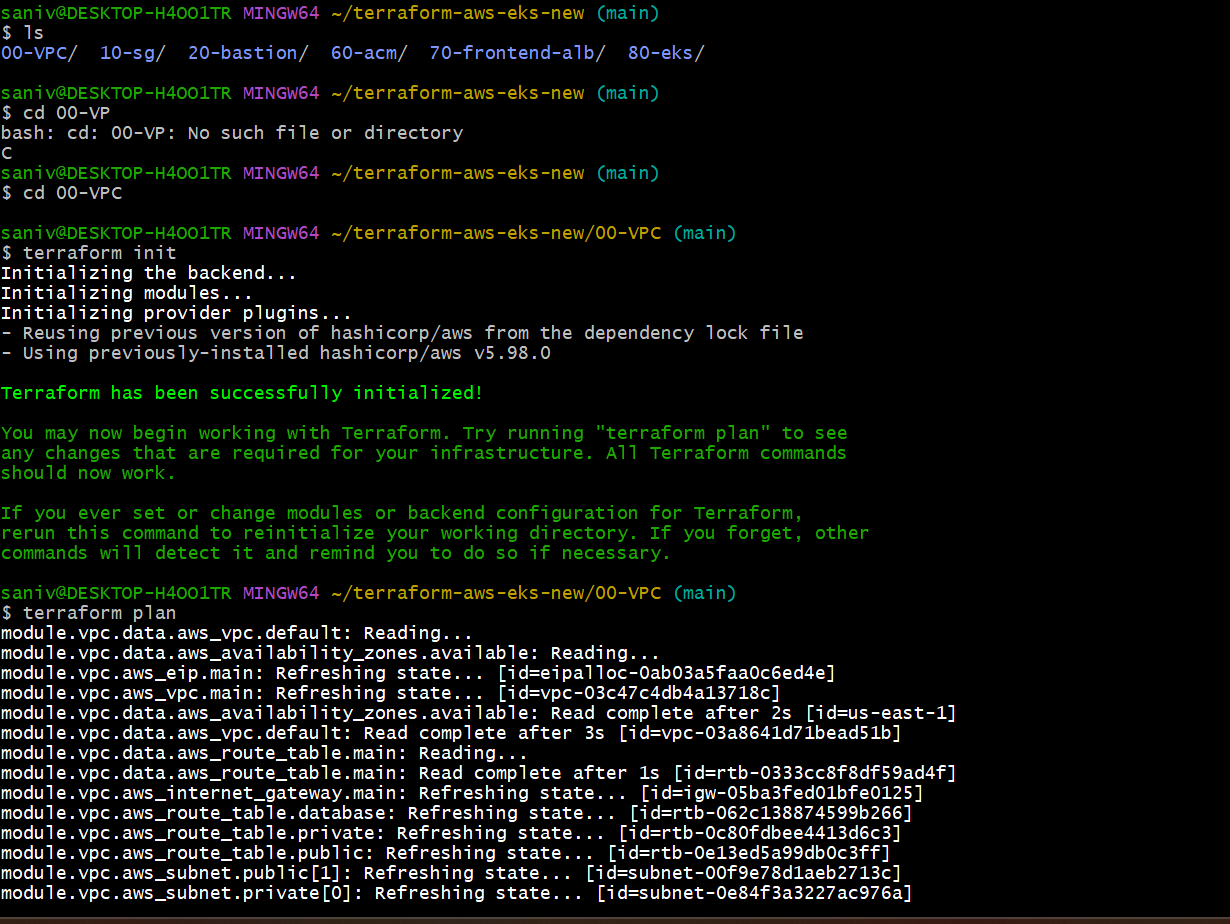 saniv@DESKTOP-H4OO1TR MINGW64 ~/terraform-aws-eks-new (main)
$ ls
00-VPC/  10-sg/  20-bastion/  60-acm/  70-frontend-alb/  80-eks/
saniv@DESKTOP-H4OO1TR MINGW64 ~/terraform-aws-eks-new (main)
$ cd 00-VP
bash: cd: 00-VP: No such file or directory
C
saniv@DESKTOP-H4OO1TR MINGW64 ~/terraform-aws-eks-new (main)
$ cd 00-VPC
saniv@DESKTOP-H4OO1TR MINGW64 ~/terraform-aws-eks-new/00-VPC (main)
$ terraform init
Initializing the backend...
Initializing modules...
Initializing provider plugins...
- Reusing previous version of hashicorp/aws from the dependency lock file
- Using previously-installed hashicorp/aws v5.98.0
Terraform has been successfully initialized!
You may now begin working with Terraform. Try running "terraform plan" to see
any changes that are required for your infrastructure. All Terraform commands
should now work.
If you ever set or change modules or backend configuration for Terraform,
rerun this command to reinitialize your working directory. If you forget, other
commands will detect it and remind you to do so if necessary.
saniv@DESKTOP-H4OO1TR MINGW64 ~/terraform-aws-eks-new/00-VPC (main)
$ terraform plan
module.vpc.data.aws_vpc.default: Reading...
module.vpc.data.aws_availability_zones.available: Reading...
module.vpc.aws_eip.main: Refreshing state... [id=eipalloc-0ab03a5faa0c6ed4e]
module.vpc.aws_vpc.main: Refreshing state... [id=vpc-03c47c4db4a13718c]
module.vpc.data.aws_availability_zones.available: Read complete after 2s [id=us-east-1]
module.vpc.data.aws_vpc.default: Read complete after 3s [id=vpc-03a8641d71bead51b]
module.vpc.data.aws_route_table.main: Reading...
module.vpc.data.aws_route_table.main: Read complete after 1s [id=rtb-0333cc8f8df59ad4f]
module.vpc.aws_internet_gateway.main: Refreshing state... [id=igw-05ba3fed01bfe0125]
module.vpc.aws_route_table.database: Refreshing state... [id=rtb-062c138874599b266]
module.vpc.aws_route_table.private: Refreshing state... [id=rtb-0c80fdbee4413d6c3]
module.vpc.aws_route_table.public: Refreshing state... [id=rtb-0e13ed5a99db0c3ff]
module.vpc.aws_subnet.public[1]: Refreshing state... [id=subnet-00f9e78d1aeb2713c]
module.vpc.aws_subnet.private[0]: Refreshing state... [id=subnet-0e84f3a3227ac976a]